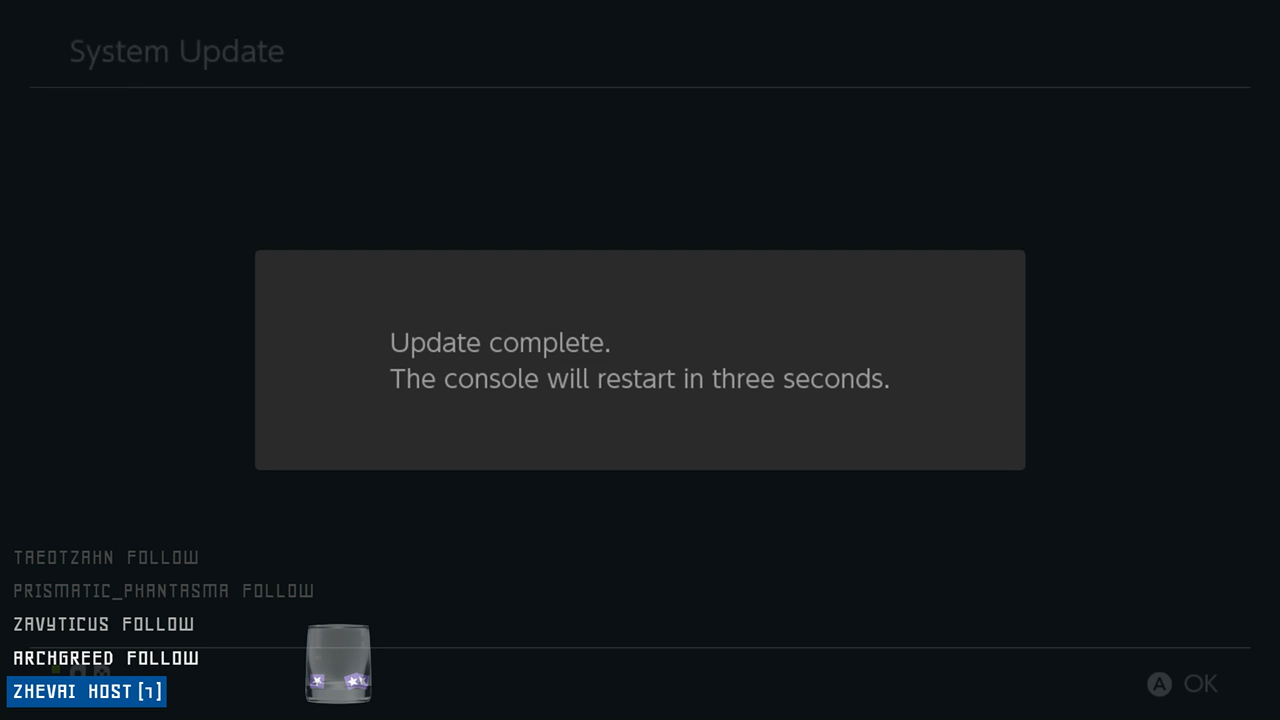 System Update
Update complete.
The console will restart in three seconds.
TAEOTZAHN FOLLOW
PRISMATIC_PHANTASMA FOLLOW
ZAVYTICUS FOLLOW
ARCHGREED FOLLOW
ZHEVAI HOST [1]
A OK